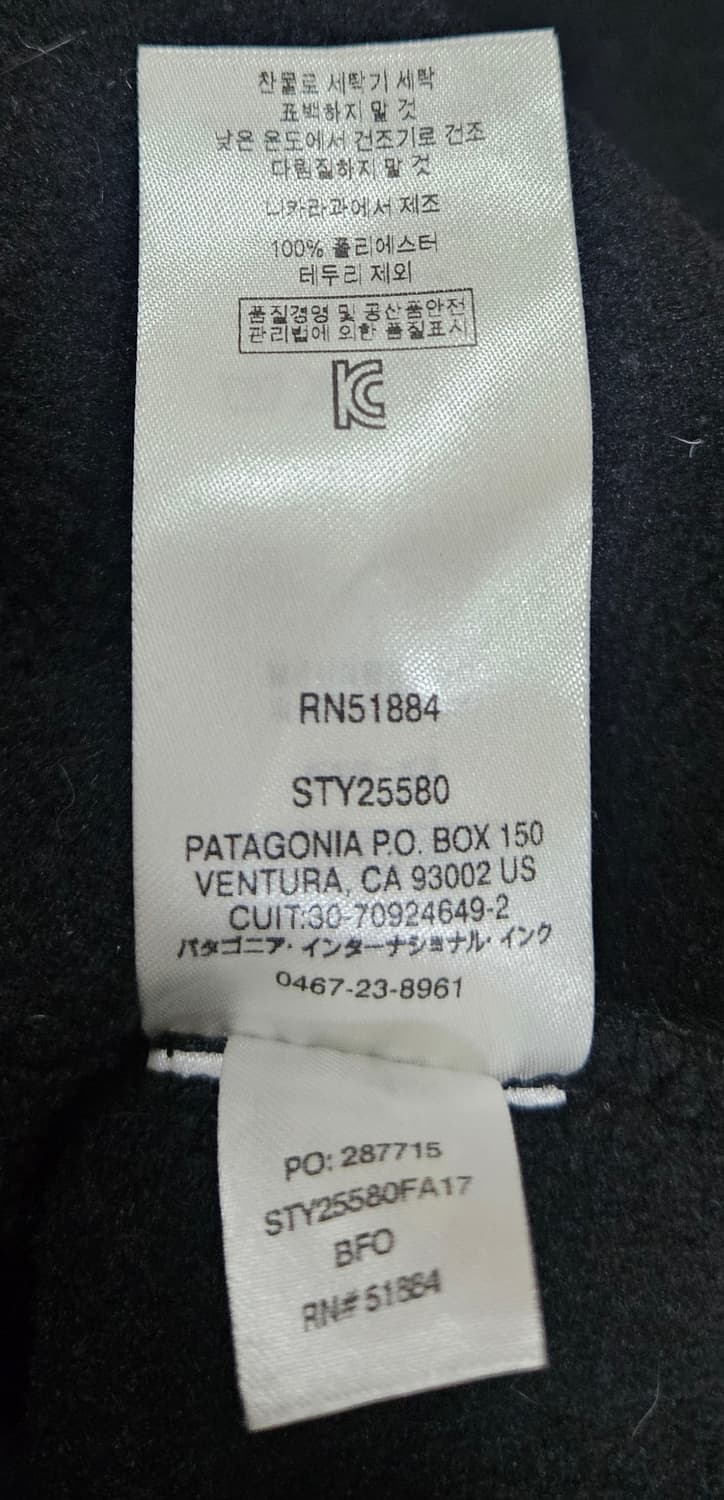 찬물로 세탁기 세탁
표백하지 말 것
낮은 온도에서 건조기로 건조
다림질하지 말 것
니카라과에서 제조
100% 폴리에스터
테두리 제외
품질경영 및 공산품안전
관리법에 의한 품질표시
KC
RN51884
STY25580
PATAGONIA P.O. BOX 150
VENTURA, CA 93002 US
CUIT:30-70924649-2
パタゴニア・インターナショナル・インク
0467-23-8961
PO: 287715
STY25580FA17
BFO
RN# 51884